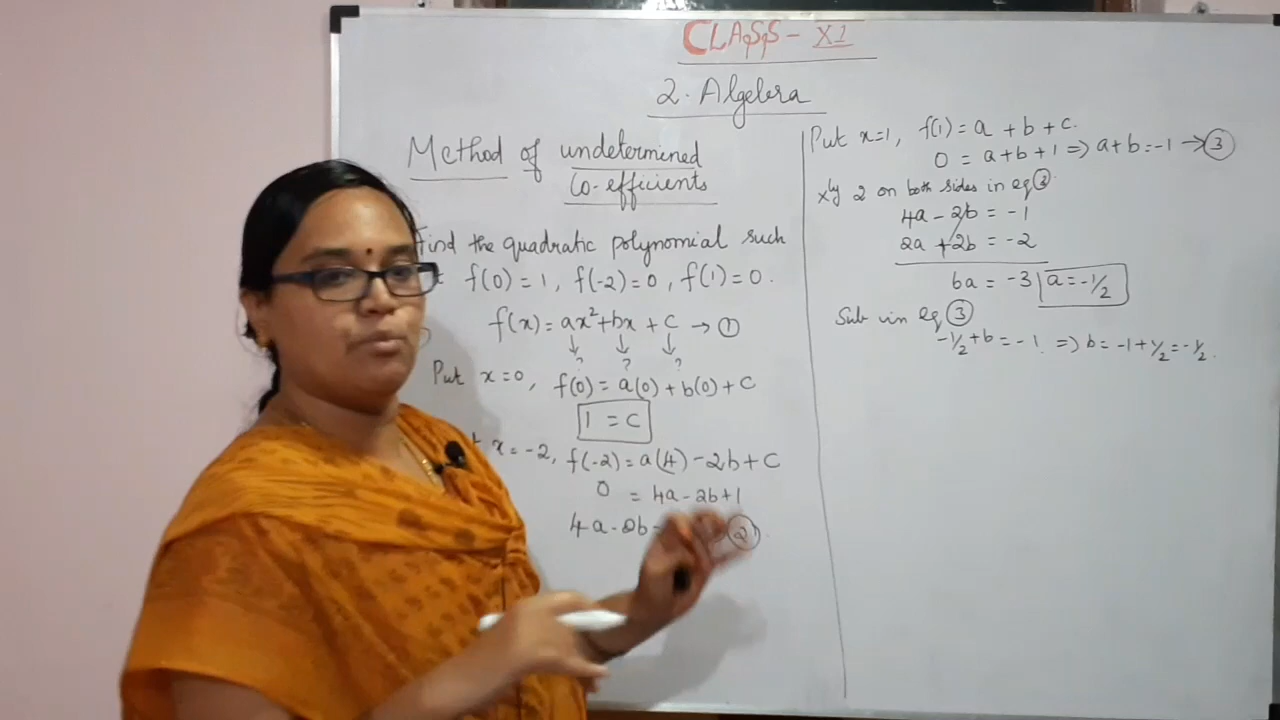 CLASS - XI
2. Algebra
Method of undetermined
Co-efficients
Find the quadratic polynomial such
f(0) = 1, f(-2) = 0, f(1) = 0.
f(x) = ax²+bx + c → ①
? ? ?
Put x=0, f(0) = a(0) + b(0) + c
1 = c
x = -2, f(-2) = a(4) - 2b + c
0 = 4a - 2b + 1
4a - 2b ②
Put x=1, f(1) = a + b + c.
0 = a+b+1 => a+b = -1 → ③
xly 2 on both sides in eq ③
4a - 2b = -1
2a + 2b = -2
6a = -3 a = -1/2
Sub in eq ③
-1/2 + b = -1 => b = -1 + 1/2 = -1/2.